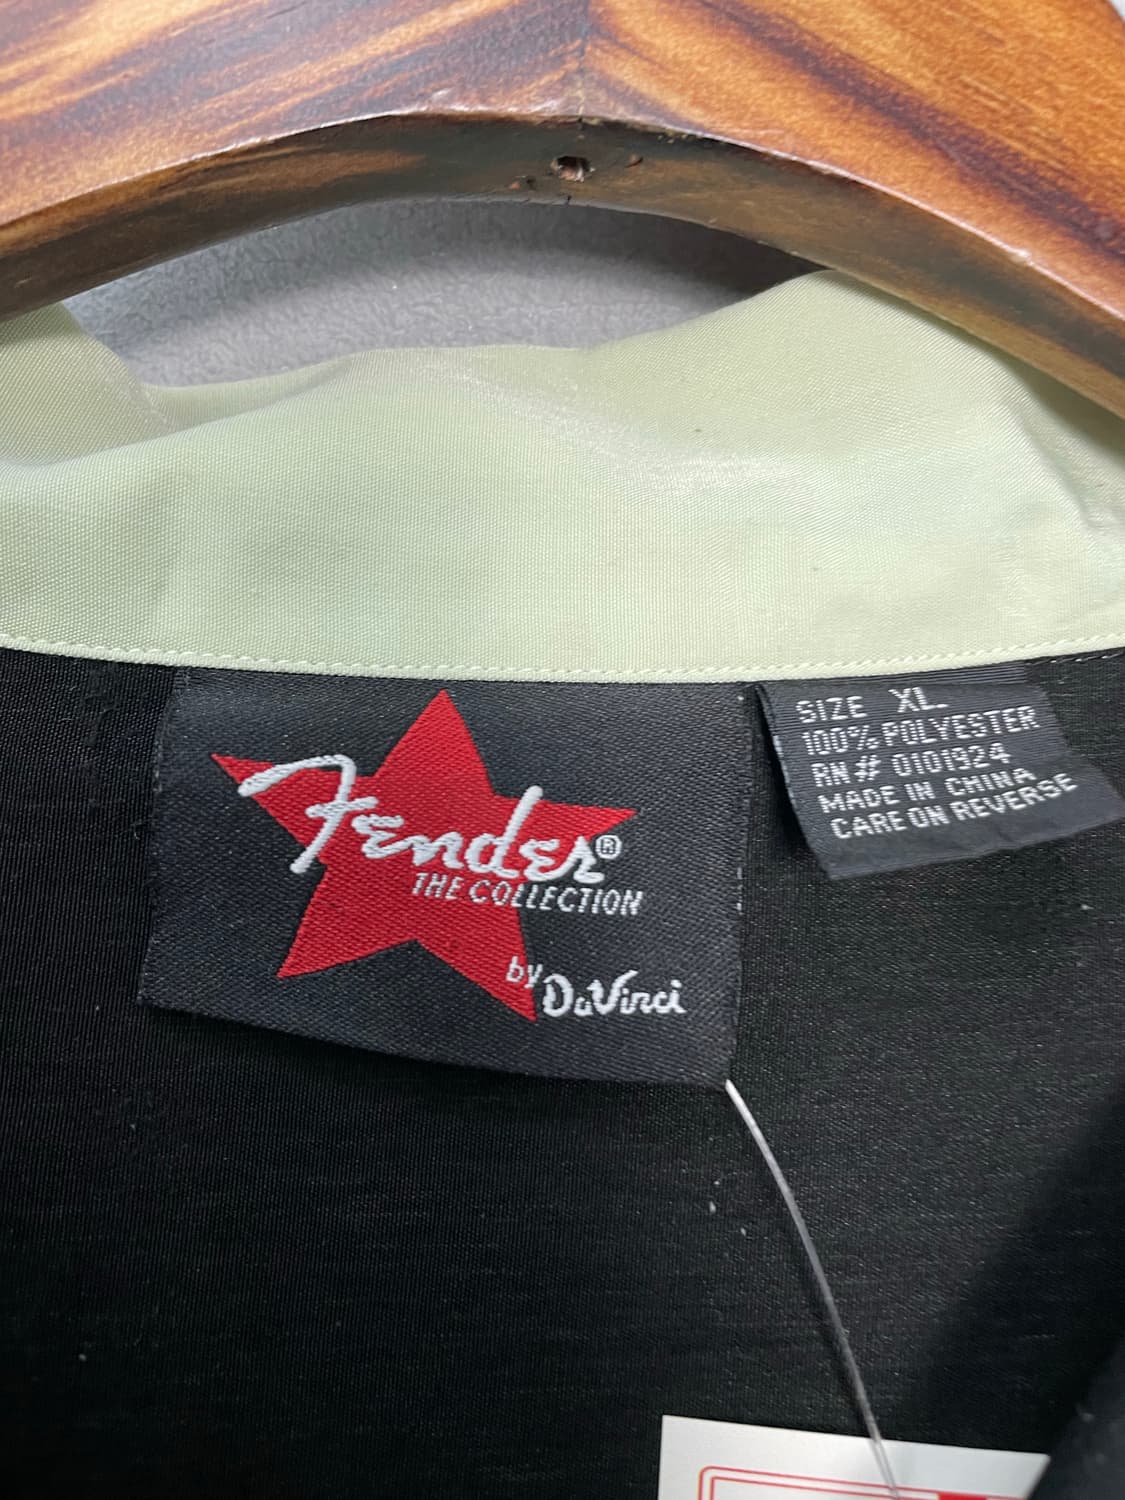 Fender®
THE COLLECTION
by DaVinci
SIZE XL
100% POLYESTER
RN# 0101924
MADE IN CHINA
CARE ON REVERSE